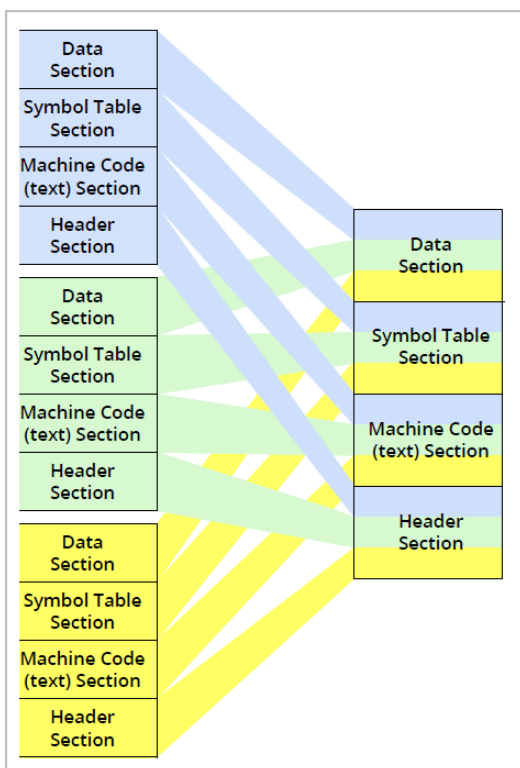 Data
Section
Symbol Table
Section
Machine Code
(text) Section
Header
Section
Data
Section
Symbol Table
Section
Machine Code
(text) Section
Header
Section
Data
Section
Symbol Table
Section
Machine Code
(text) Section
Header
Section
Data
Section
Symbol Table
Section
Machine Code
(text) Section
Header
Section